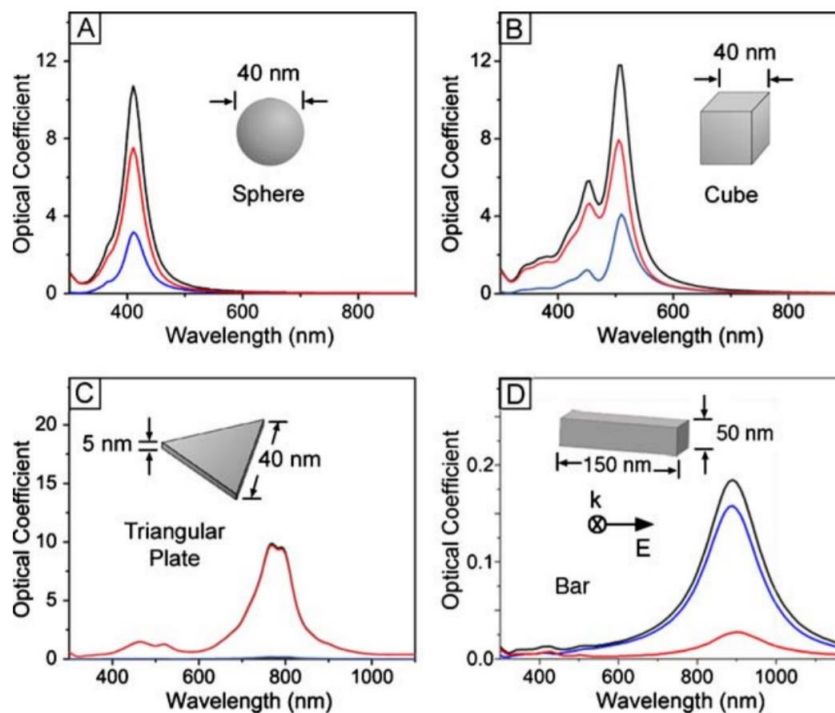 A
12
8
4
0
Optical Coefficient
40 nm
Sphere
400 600 800
Wavelength (nm)
B
12
8
4
0
Optical Coefficient
40 nm
Cube
400 600 800
Wavelength (nm)
C
20
15
10
5
0
Optical Coefficient
5 nm
40 nm
Triangular
Plate
400 600 800 1000
Wavelength (nm)
D
0.2
0.1
0.0
Optical Coefficient
50 nm
150 nm
k
E
Bar
400 600 800 1000
Wavelength (nm)